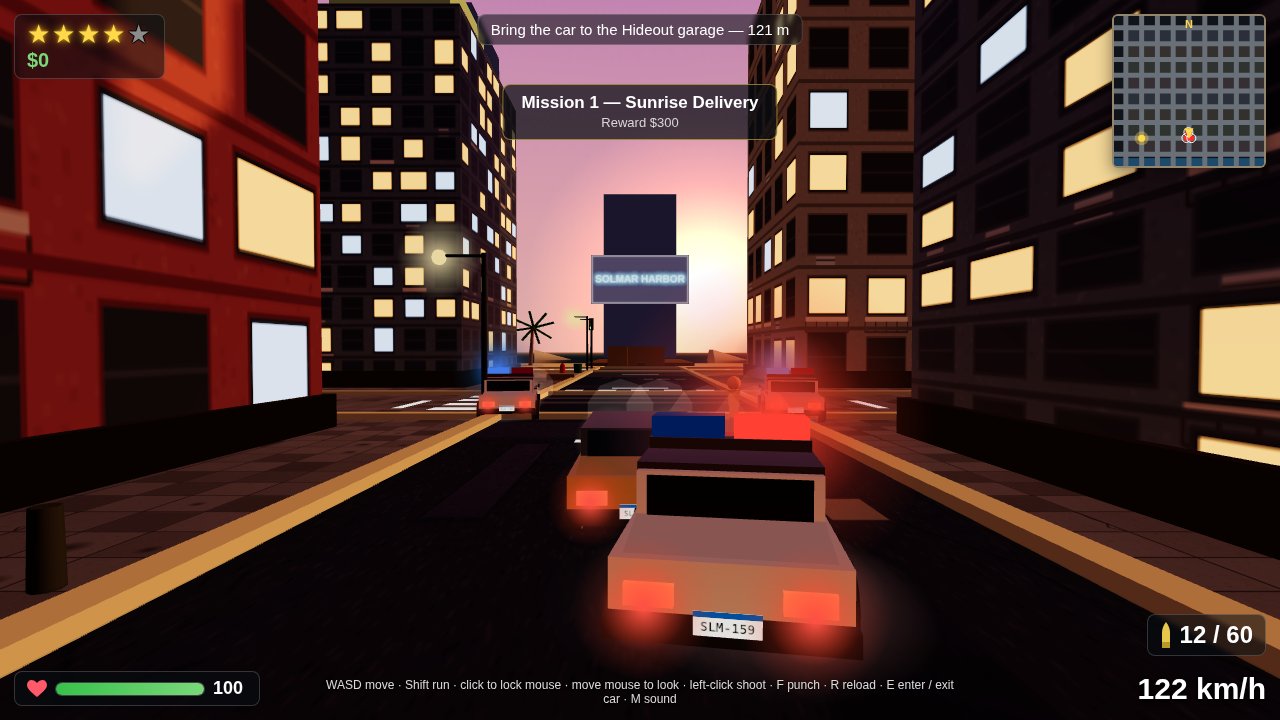 $0
Bring the car to the Hideout garage — 121 m
Mission 1 — Sunrise Delivery
Reward $300
N
SOLMAR HARBOR
SLM-159
100
WASD move · Shift run · click to lock mouse · move mouse to look · left-click shoot · F punch · R reload · E enter / exit
car · M sound
12 / 60
122 km/h